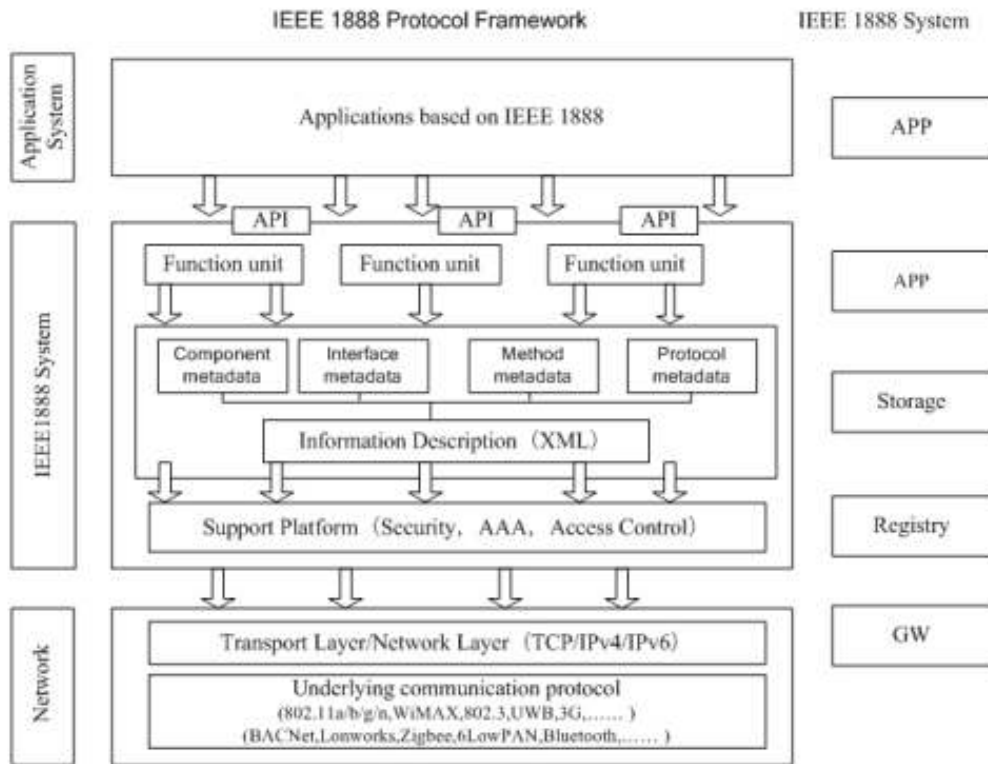 IEEE 1888 Protocol Framework
IEEE 1888 System
Application
System
Applications based on IEEE 1888
APP
API
API
API
IEEE1888 System
Function unit
Function unit
Function unit
APP
Component
metadata
Interface
metadata
Method
metadata
Protocol
metadata
Storage
Information Description（XML）
Support Platform（Security， AAA， Access Control）
Registry
Network
Transport Layer/Network Layer（TCP/IPv4/IPv6）
GW
Underlying communication protocol
(802.11a/b/g/n,WiMAX,802.3,UWB,3G,…… )
(BACNet,Lonworks,Zigbee,6LowPAN,Bluetooth,…… )